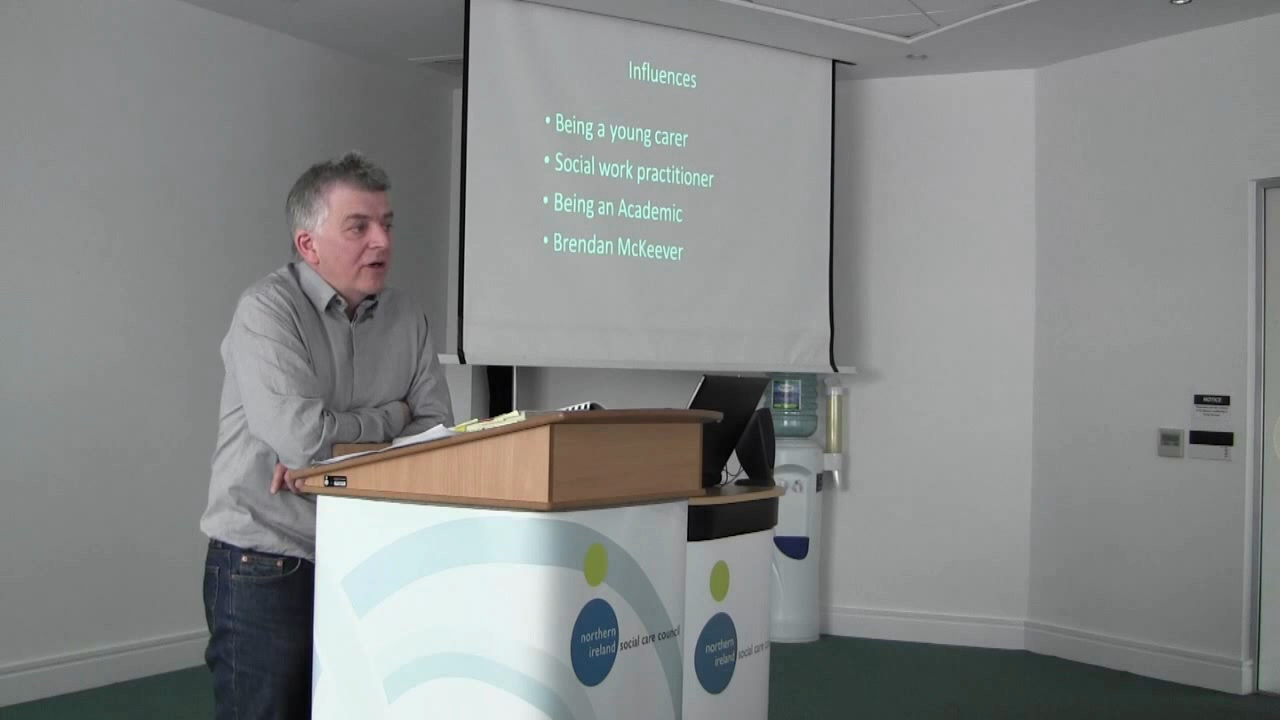 Influences
• Being a young carer
• Social work practitioner
• Being an Academic
• Brendan McKeever
NOTICE
northern
ireland social care council
northern
ireland social care